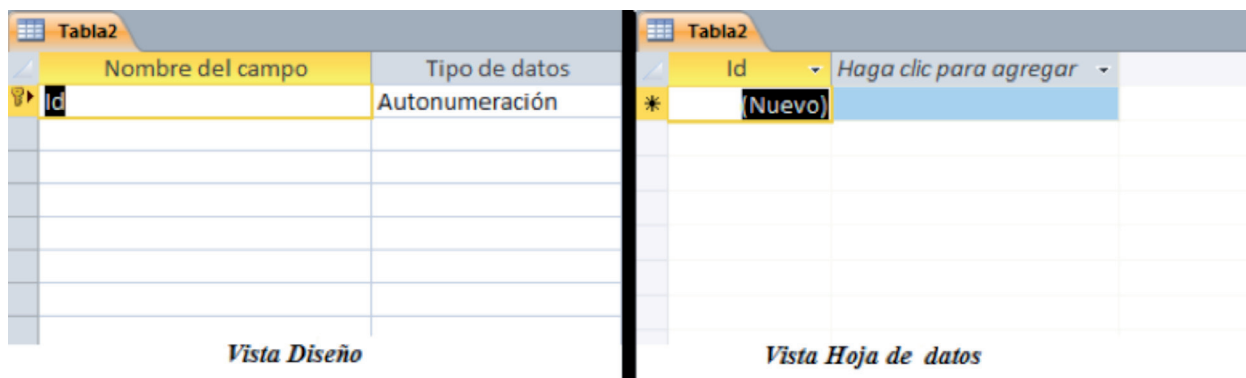 Tabla2
Nombre del campo Tipo de datos
Id Autonumeración
Vista Diseño
Tabla2
Id Haga clic para agregar
(Nuevo)
Vista Hoja de datos